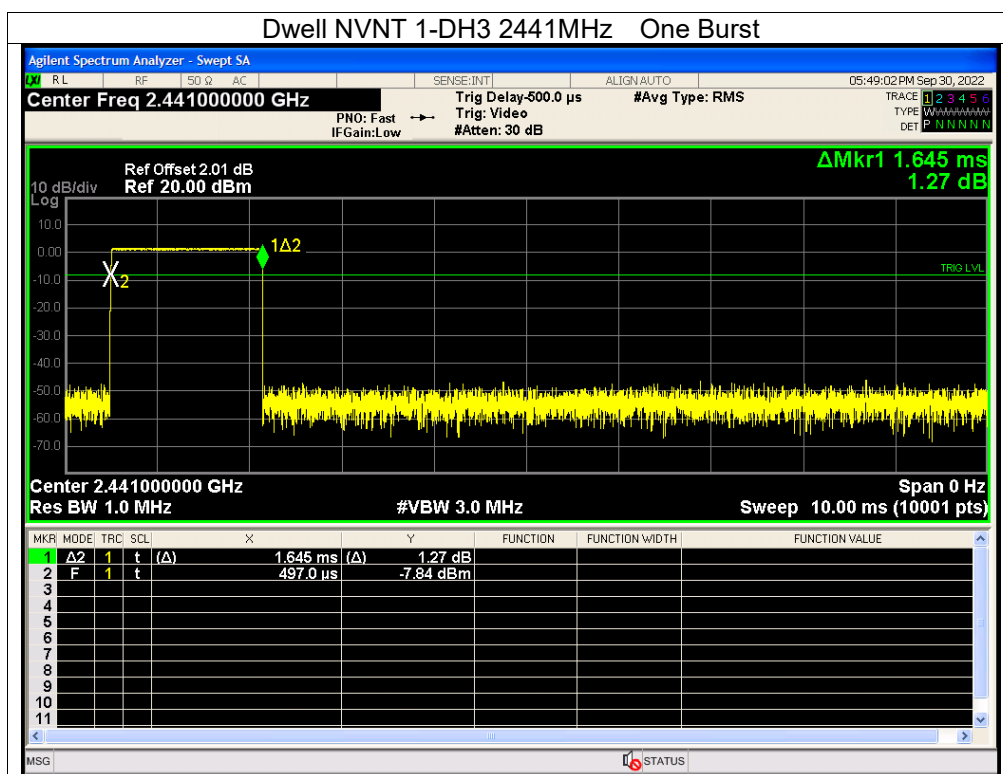 Dwell NVNT 1-DH3 2441MHz One Burst
Agilent Spectrum Analyzer - Swept SA
LXI RL RF 50 Ω AC SENSE:INT ALIGN AUTO 05:49:02 PM Sep 30, 2022
Center Freq 2.441000000 GHz Trig Delay-500.0 µs #Avg Type: RMS TRACE 1 2 3 4 5 6
PNO: Fast Trig: Video TYPE WWWWWW
IFGain:Low #Atten: 30 dB DET P N N N N N
ΔMkr1 1.645 ms
1.27 dB
Ref Offset 2.01 dB
10 dB/div Ref 20.00 dBm
Log
10.0
0.00
1Δ2
TRIG LVL
-10.0
2
-20.0
-30.0
-40.0
-50.0
-60.0
-70.0
Center 2.441000000 GHz Span 0 Hz
Res BW 1.0 MHz #VBW 3.0 MHz Sweep 10.00 ms (10001 pts)
MKR MODE TRC SCL X Y FUNCTION FUNCTION WIDTH FUNCTION VALUE
1 Δ2 1 t (Δ) 1.645 ms (Δ) 1.27 dB
2 F 1 t 497.0 µs -7.84 dBm
3
4
5
6
7
8
9
10
11
MSG STATUS